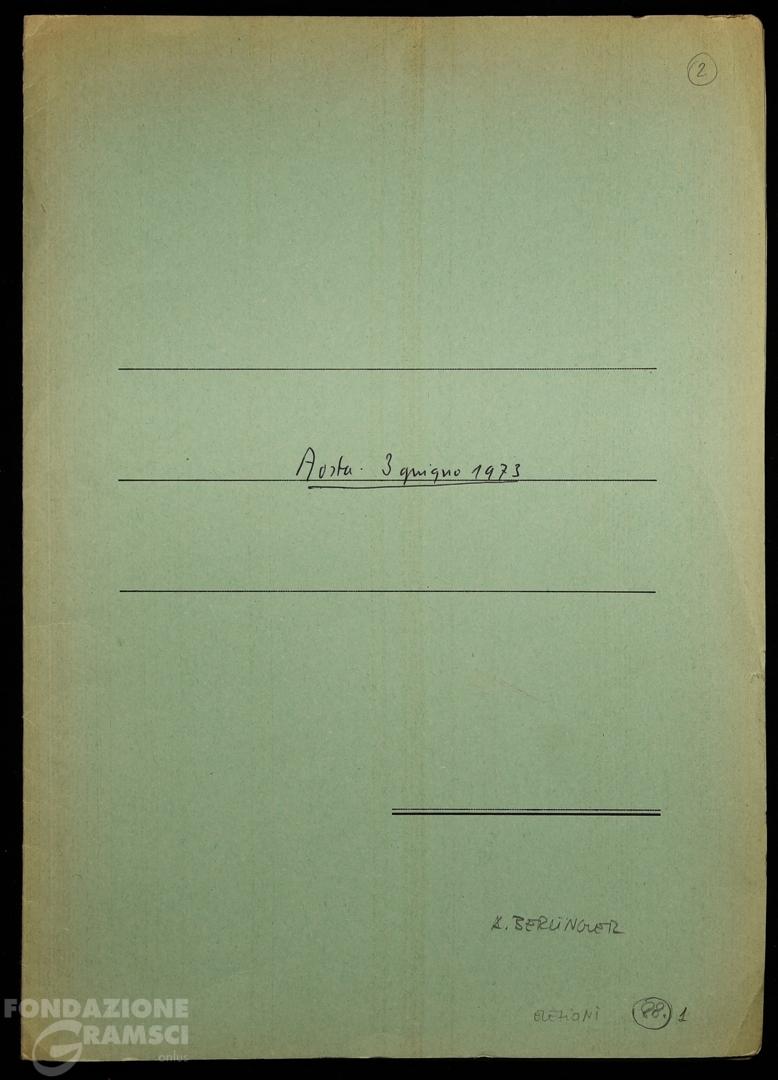 2
Aosta. 3 giugno 1973
BERLINGUER
ELEZIONI 88. 1
FONDAZIONE
GRAMSCI
onlus